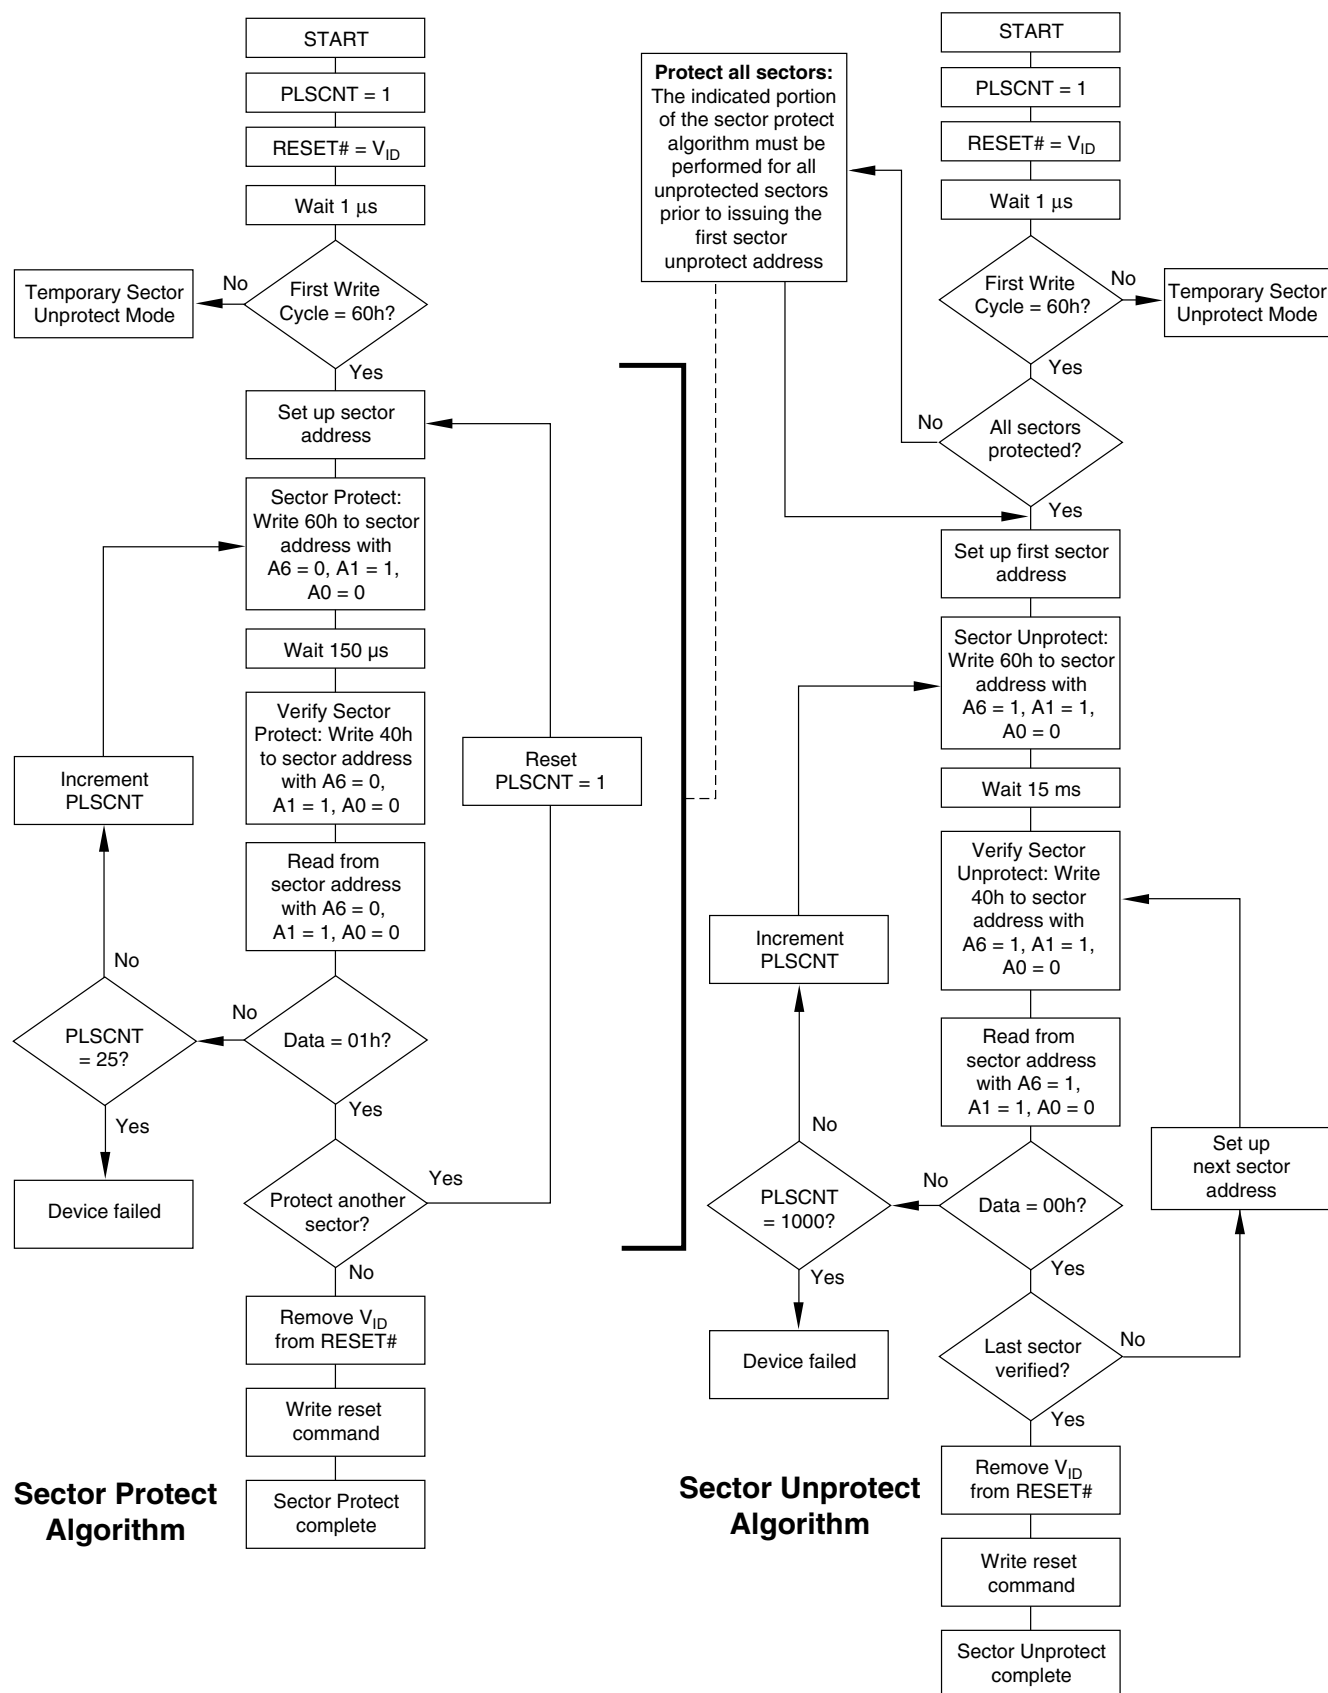 START
PLSCNT = 1
RESET# = VID
Wait 1 μs
First Write
Cycle = 60h?
No
Temporary Sector
Unprotect Mode
Yes
Set up sector
address
Sector Protect:
Write 60h to sector
address with
A6 = 0, A1 = 1,
A0 = 0
Wait 150 µs
Verify Sector
Protect: Write 40h
to sector address
with A6 = 0,
A1 = 1, A0 = 0
Reset
PLSCNT = 1
Increment
PLSCNT
Read from
sector address
with A6 = 0,
A1 = 1, A0 = 0
No
PLSCNT
= 25?
No
Data = 01h?
Yes
Yes
Device failed
Protect another
sector?
Yes
No
Remove VID
from RESET#
Write reset
command
Sector Protect
complete
Sector Protect
Algorithm
Protect all sectors:
The indicated portion
of the sector protect
algorithm must be
performed for all
unprotected sectors
prior to issuing the
first sector
unprotect address
START
PLSCNT = 1
RESET# = VID
Wait 1 μs
First Write
Cycle = 60h?
No
Temporary Sector
Unprotect Mode
Yes
No
All sectors
protected?
Yes
Set up first sector
address
Sector Unprotect:
Write 60h to sector
address with
A6 = 1, A1 = 1,
A0 = 0
Wait 15 ms
Verify Sector
Unprotect: Write
40h to sector
address with
A6 = 1, A1 = 1,
A0 = 0
Increment
PLSCNT
Read from
sector address
with A6 = 1,
A1 = 1, A0 = 0
No
Set up
next sector
address
PLSCNT
= 1000?
No
Data = 00h?
Yes
Yes
Device failed
Last sector
verified?
No
Yes
Remove VID
from RESET#
Write reset
command
Sector Unprotect
complete
Sector Unprotect
Algorithm